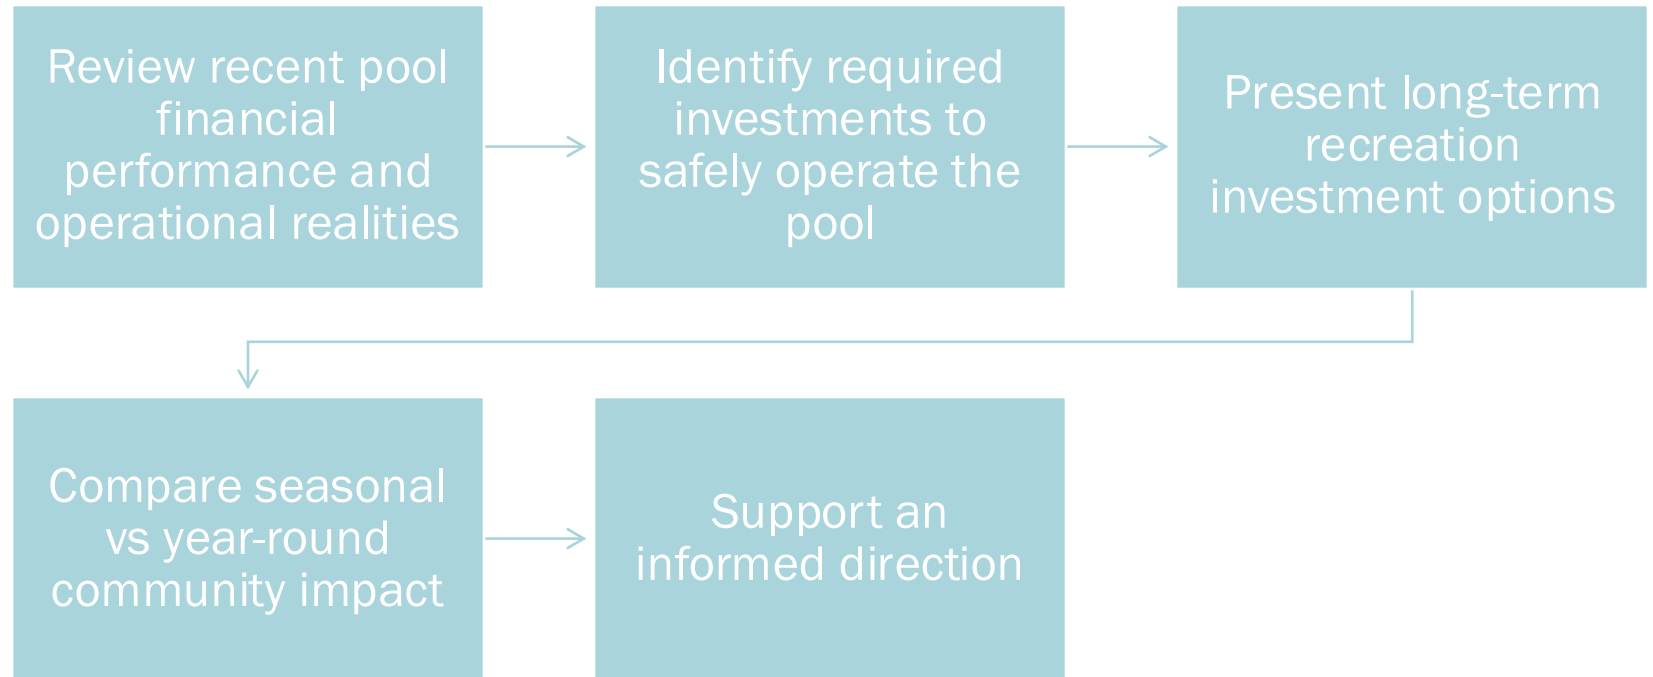 Review recent pool
financial
performance and
operational realities
Identify required
investments to
safely operate the
pool
Present long-term
recreation
investment options
Compare seasonal
vs year-round
community impact
Support an
informed direction